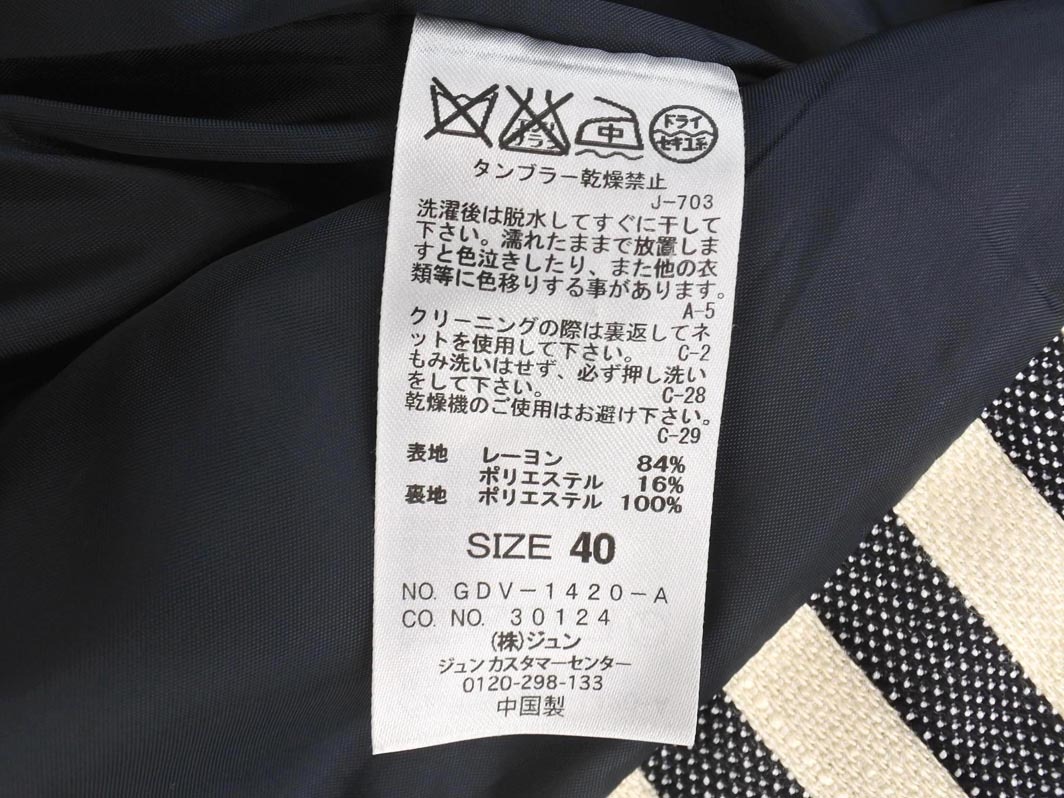 エンソ
サラシ
中
ドライ
セキユ系
タンブラー乾燥禁止
J-703
洗濯後は脱水してすぐに干して
下さい。濡れたままで放置しま
すと色泣きしたり、また他の衣
類等に色移りする事があります。
A-5
クリーニングの際は裏返してネ
ットを使用して下さい。 C-2
もみ洗いはせず、必ず押し洗い
をして下さい。 C-28
乾燥機のご使用はお避け下さい。
C-29
表地 レーヨン 84%
ポリエステル 16%
裏地 ポリエステル 100%
SIZE 40
NO. GDV-1420-A
CO. NO. 30124
(株)ジュン
ジュンカスタマーセンター
0120-298-133
中国製